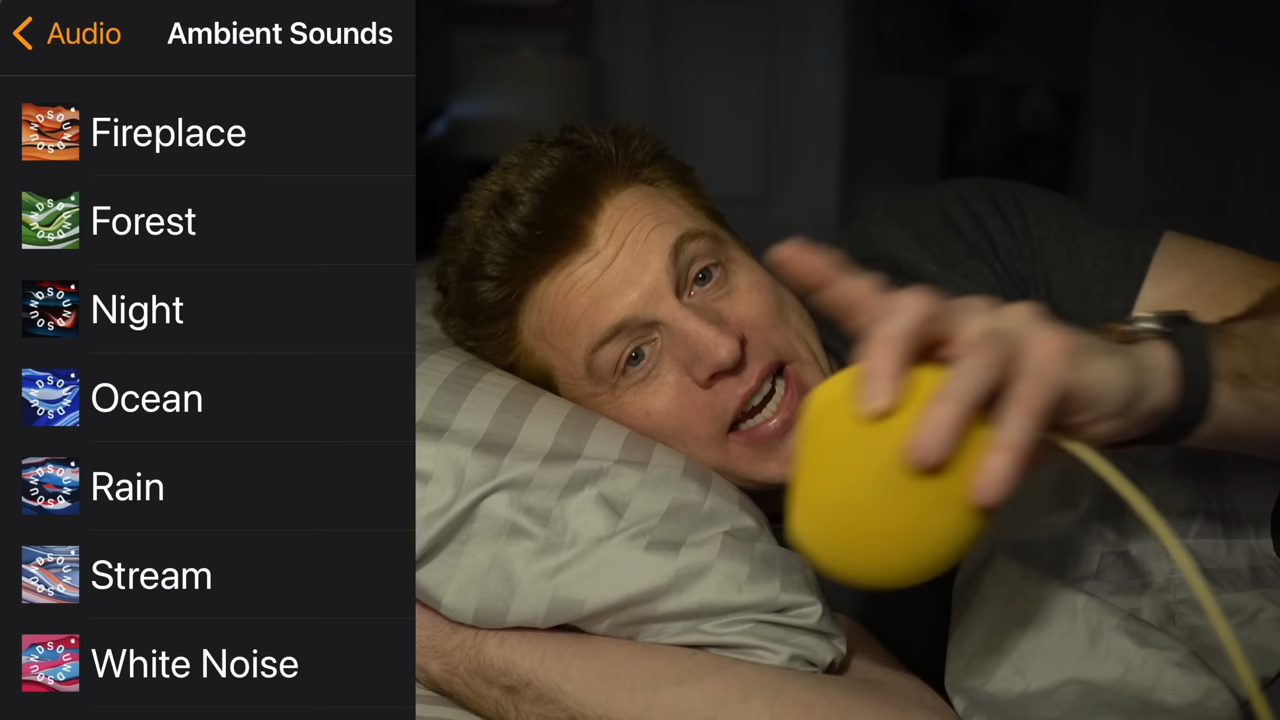 Audio
Ambient Sounds
Fireplace
Forest
Night
Ocean
Rain
Stream
White Noise